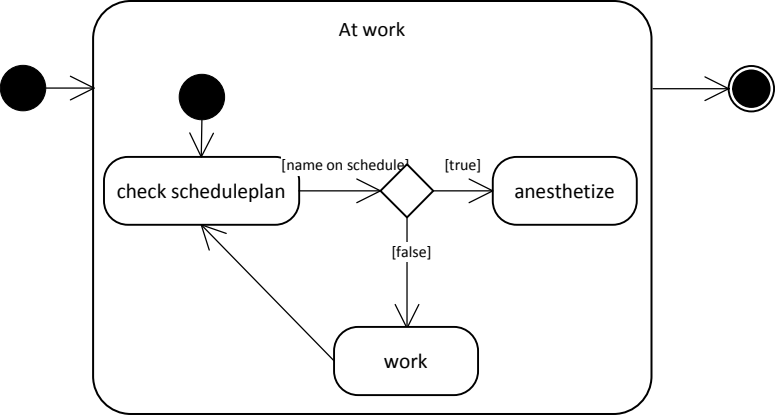 At work
[name on schedule]
[true]
check scheduleplan
anesthetize
[false]
work